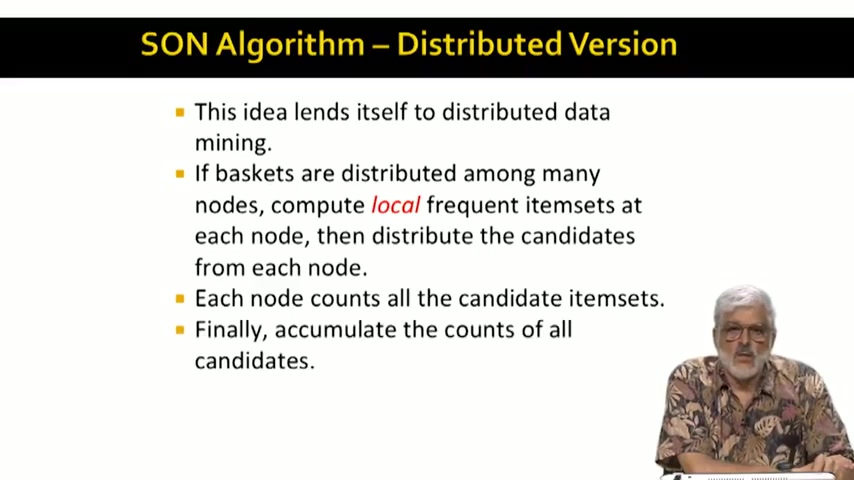 SON Algorithm – Distributed Version
This idea lends itself to distributed data
mining.
If baskets are distributed among many
nodes, compute local frequent itemsets at
each node, then distribute the candidates
from each node.
Each node counts all the candidate itemsets.
Finally, accumulate the counts of all
candidates.